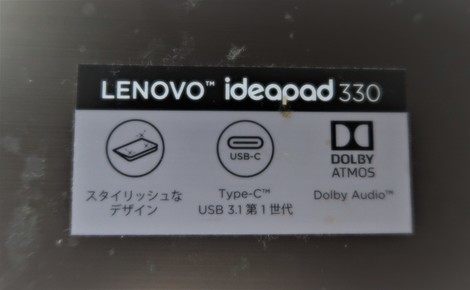 LENOVO™ ideapad 330
USB-C
DOLBY
ATMOS
スタイリッシュな
デザイン
Type-C™
USB 3.1 第1世代
Dolby Audio™